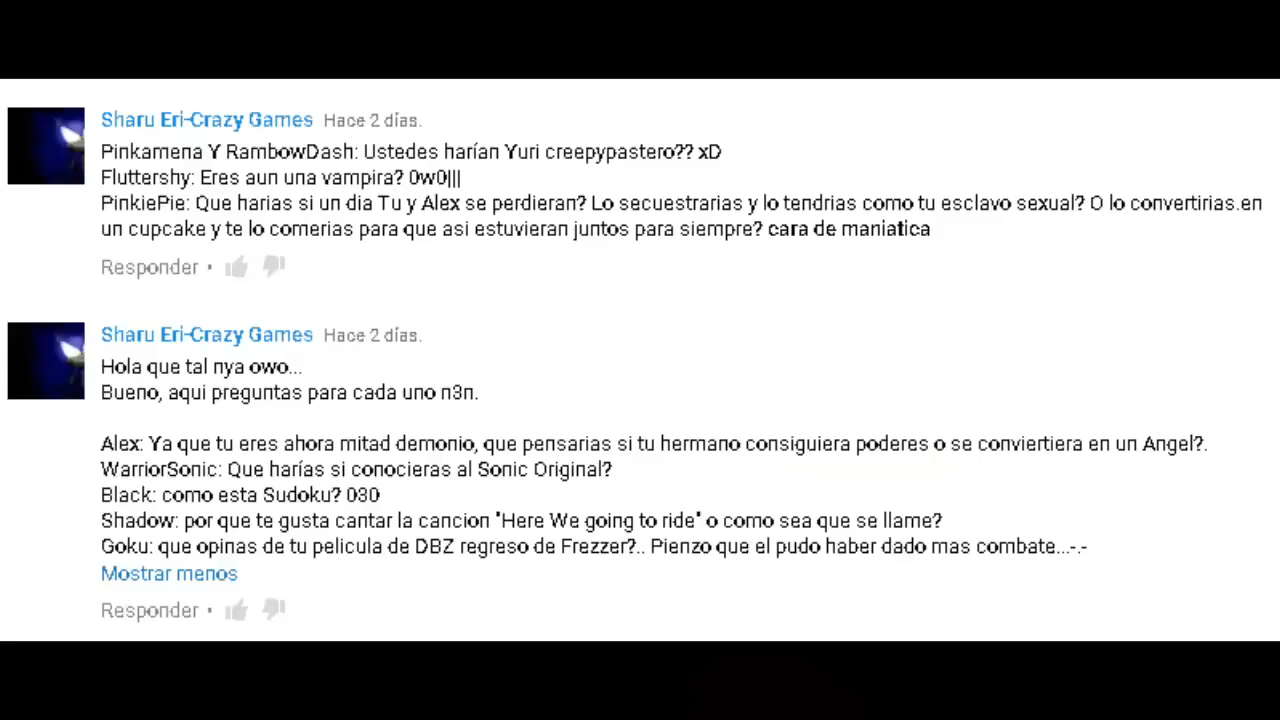 Sharu Eri-Crazy Games Hace 2 días.
Pinkamena Y RambowDash: Ustedes harían Yuri creepypastero?? xD
Fluttershy: Eres aun una vampira? 0w0|||
PinkiePie: Que harias si un dia Tu y Alex se perdieran? Lo secuestrarias y lo tendrias como tu esclavo sexual? O lo convertirias.en
un cupcake y te lo comerias para que asi estuvieran juntos para siempre? cara de maniatica
Responder •
Sharu Eri-Crazy Games Hace 2 días.
Hola que tal nya owo...
Bueno, aqui preguntas para cada uno n3n.
Alex: Ya que tu eres ahora mitad demonio, que pensarias si tu hermano consiguiera poderes o se conviertiera en un Angel?.
WarriorSonic: Que harías si conocieras al Sonic Original?
Black: como esta Sudoku? 030
Shadow: por que te gusta cantar la cancion "Here We going to ride" o como sea que se llame?
Goku: que opinas de tu pelicula de DBZ regreso de Frezzer?.. Pienzo que el pudo haber dado mas combate...-.-
Mostrar menos
Responder •